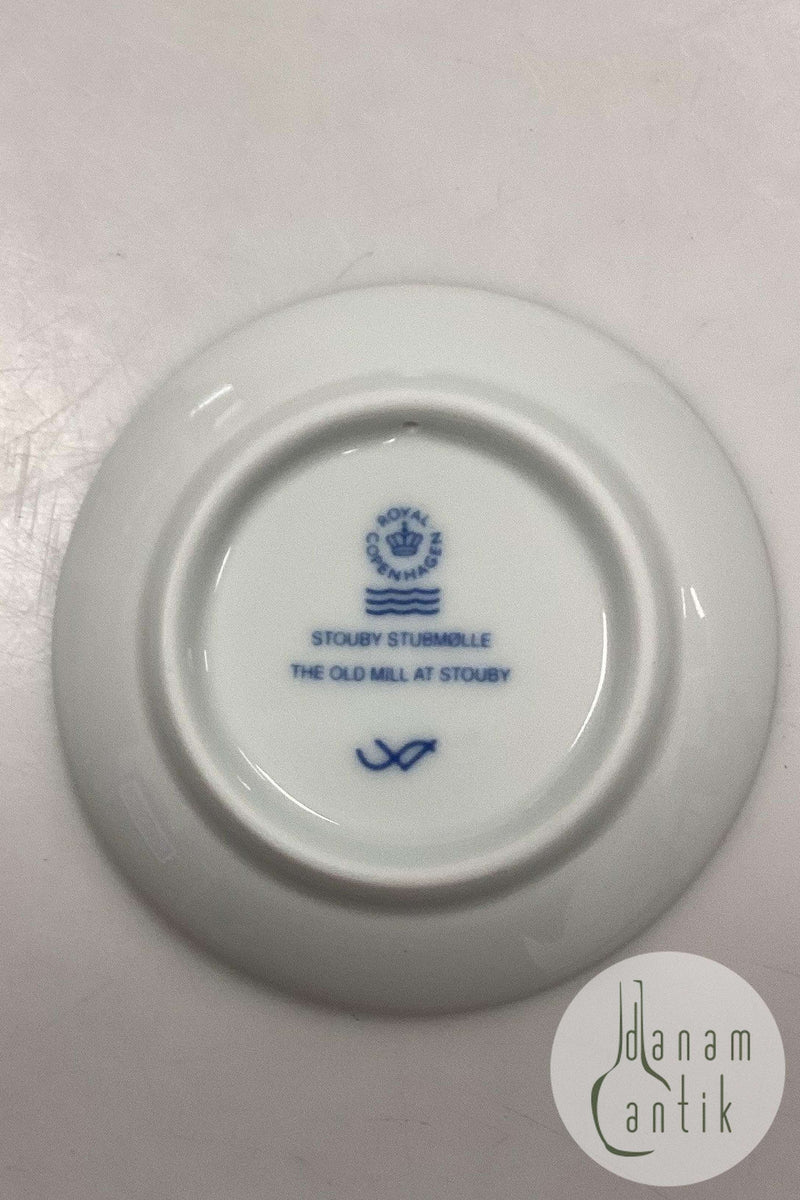 ROYAL
COPENHAGEN
STOUBY STUBMØLLE
THE OLD MILL AT STOUBY
danam
antik